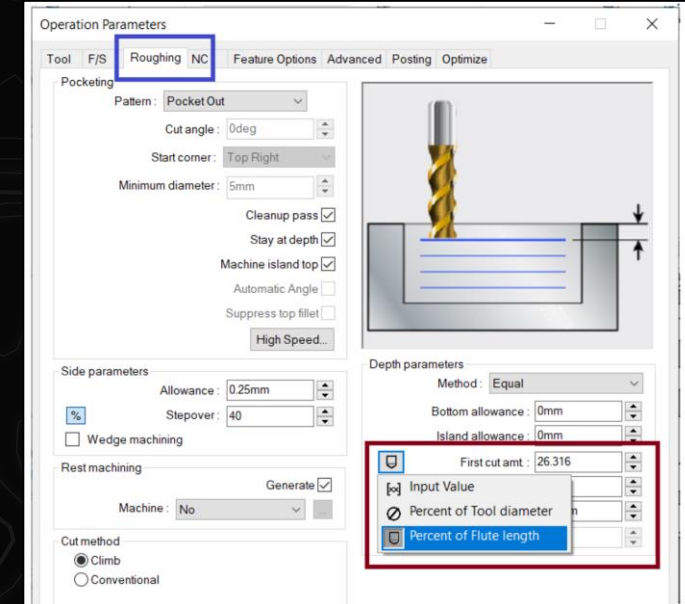 Operation Parameters
Tool F/S Roughing NC Feature Options Advanced Posting Optimize
Pocketing
Pattern : Pocket Out
Cut angle : 0deg
Start corner : Top Right
Minimum diameter : 5mm
Cleanup pass
Stay at depth
Machine island top
Automatic Angle
Suppress top fillet
High Speed...
Side parameters
Allowance : 0.25mm
% Stepover : 40
Wedge machining
Rest machining
Generate
Machine : No ...
Cut method
Climb
Conventional
Depth parameters
Method : Equal
Bottom allowance : 0mm
Island allowance : 0mm
First cut amt. : 26.316
Input Value
Percent of Tool diameter
Percent of Flute length